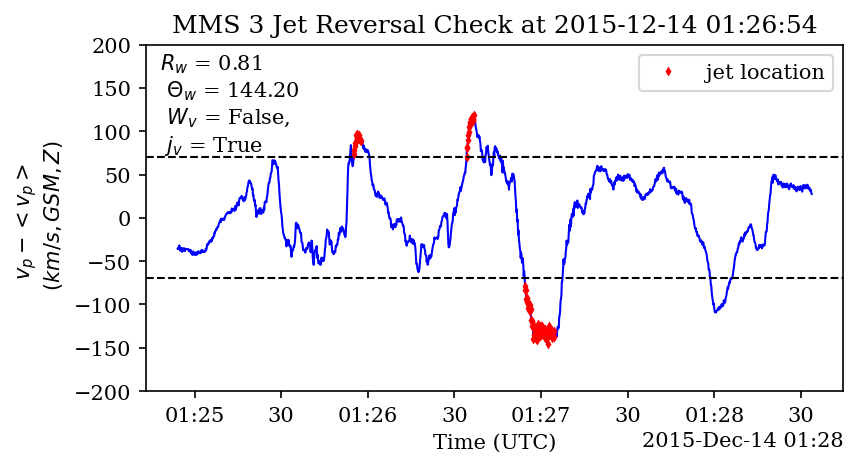 MMS 3 Jet Reversal Check at 2015-12-14 01:26:54
v_p - < v_p >
(km/s, GSM, Z)
200
150
100
50
0
−50
−100
−150
−200
R_w = 0.81
Θ_w = 144.20
W_v = False,
j_v = True
jet location
01:25 30 01:26 30 01:27 30 01:28 30
Time (UTC) 2015-Dec-14 01:28